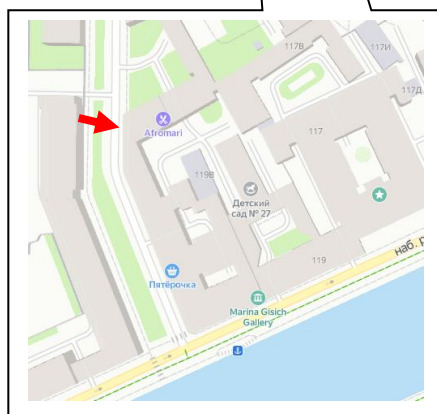 117В
117И
117Д
Afromari
117
119В
Детский
сад № 27
наб. р
119
Пятёрочка
Marina Gisich
Gallery